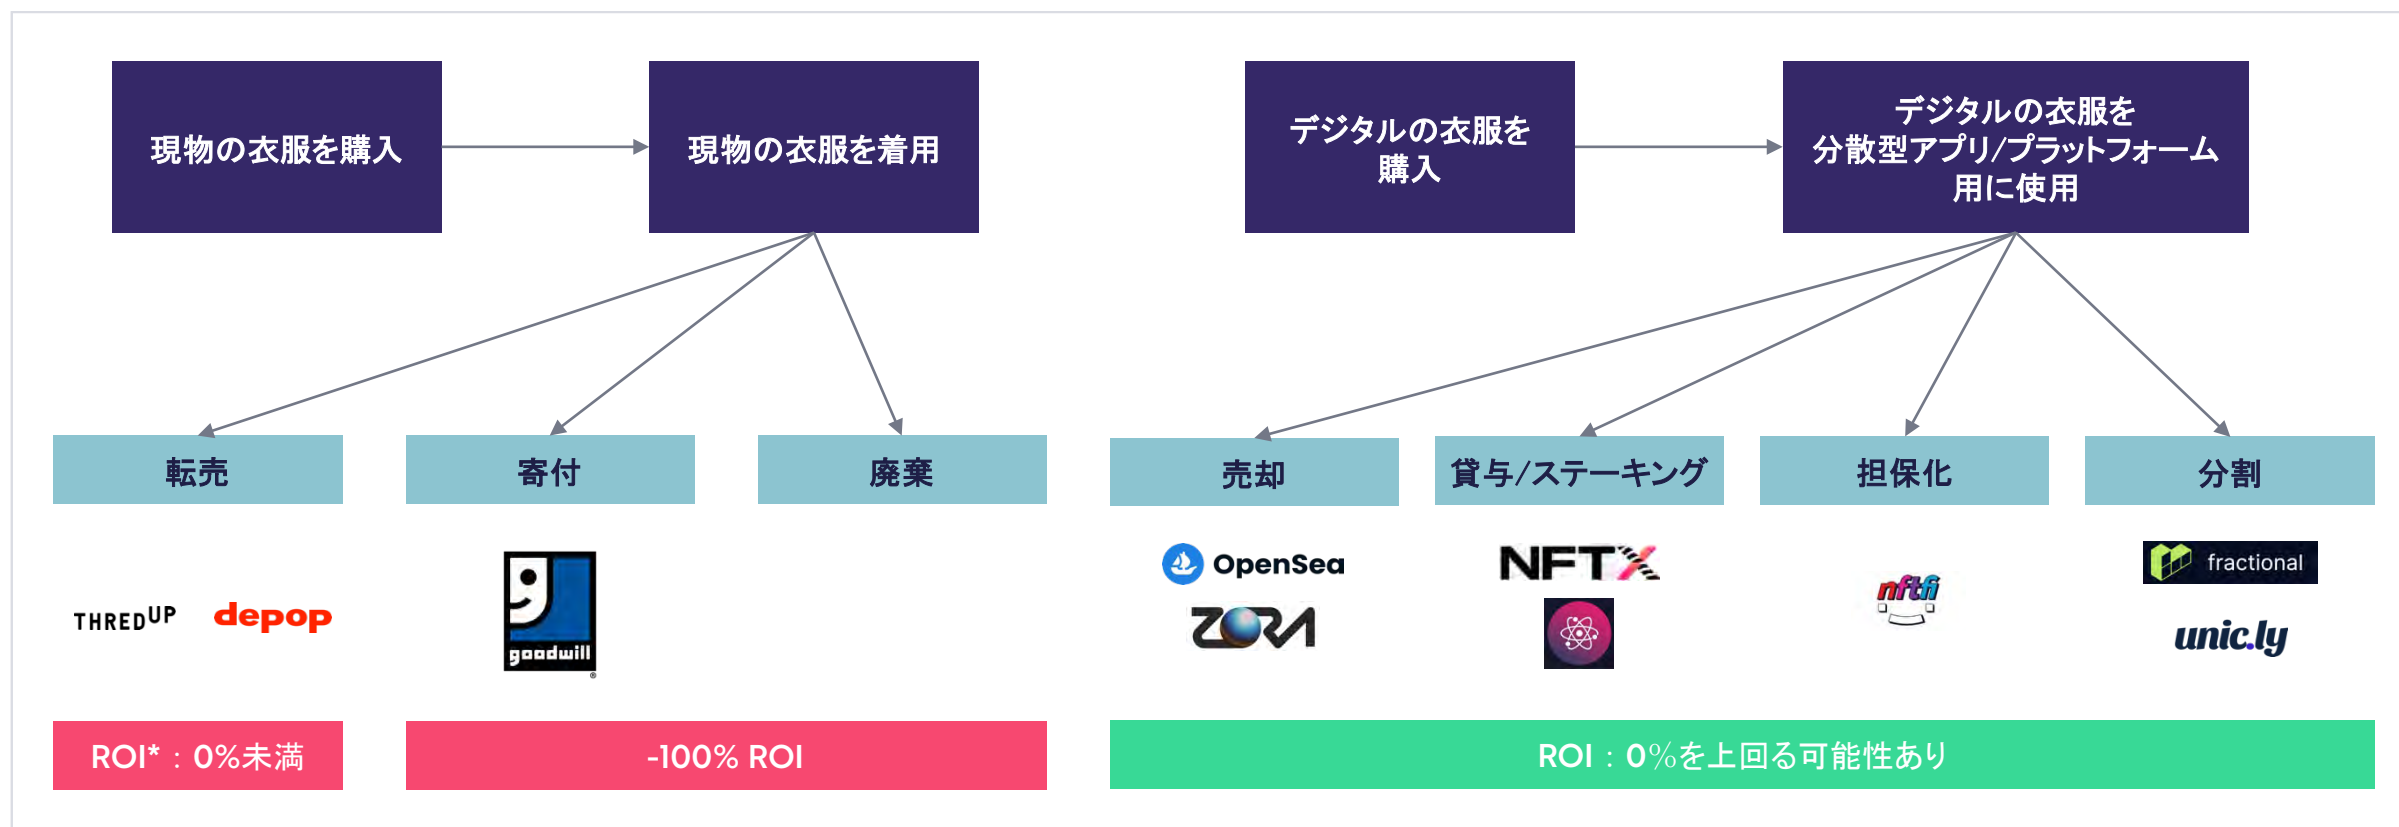 現物の衣服を購入
現物の衣服を着用
デジタルの衣服を
購入
デジタルの衣服を
分散型アプリ/プラットフォーム
用に使用
転売
寄付
廃棄
売却
貸与/ステーキング
担保化
分割
THREDUP
depop
goodwill
®
OpenSea
ZORA
NFTX
nftfi
fractional
unic.ly
ROI*：0%未満
-100% ROI
ROI：0％を上回る可能性あり